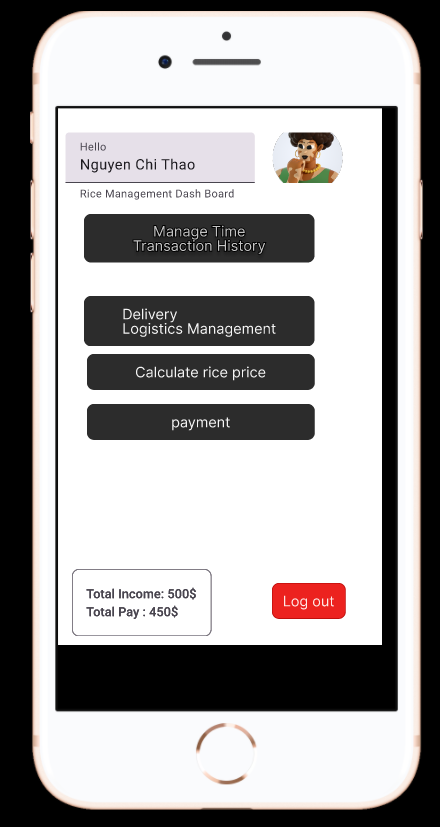 Hello
Nguyen Chi Thao
Rice Management Dash Board
Manage Time
Transaction History
Delivery
Logistics Management
Calculate rice price
payment
Total Income: 500$
Total Pay : 450$
Log out